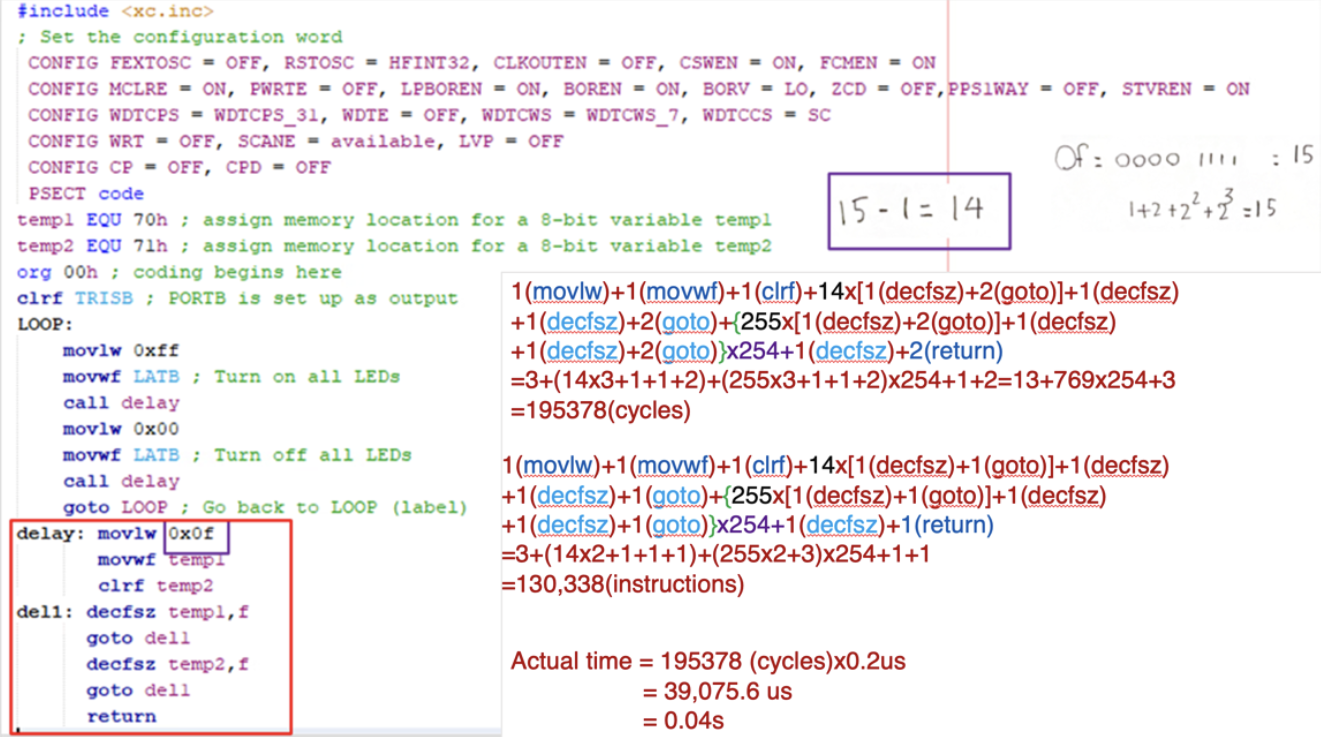 #include <xc.inc>
; Set the configuration word
CONFIG FEXTOSC = OFF, RSTOSC = HFINT32, CLKOUTEN = OFF, CSWEN = ON, FCMEN = ON
CONFIG MCLRE = ON, PWRTE = OFF, LPBOREN = ON, BOREN = ON, BORV = LO, ZCD = OFF,PPS1WAY = OFF, STVREN = ON
CONFIG WDTCPS = WDTCPS_31, WDTE = OFF, WDTCWS = WDTCWS_7, WDTCCS = SC
CONFIG WRT = OFF, SCANE = available, LVP = OFF
CONFIG CP = OFF, CPD = OFF
PSECT code
temp1 EQU 70h ; assign memory location for a 8-bit variable temp1
temp2 EQU 71h ; assign memory location for a 8-bit variable temp2
org 00h ; coding begins here
clrf TRISB ; PORTB is set up as output
LOOP:
movlw 0xff
movwf LATB ; Turn on all LEDs
call delay
movlw 0x00
movwf LATB ; Turn off all LEDs
call delay
goto LOOP ; Go back to LOOP (label)
delay: movlw 0x0f
movwf temp1
clrf temp2
del1: decfsz temp1,f
goto del1
decfsz temp2,f
goto del1
return
0f = 0000 1111 : 15
1+2+2²+2³=15
15-1= 14
1(movlw)+1(movwf)+1(clrf)+14x[1(decfsz)+2(goto)]+1(decfsz)
+1(decfsz)+2(goto)+{255x[1(decfsz)+2(goto)]+1(decfsz)
+1(decfsz)+2(goto)}x254+1(decfsz)+2(return)
=3+(14x3+1+1+2)+(255x3+1+1+2)x254+1+2=13+769x254+3
=195378(cycles)
1(movlw)+1(movwf)+1(clrf)+14x[1(decfsz)+1(goto)]+1(decfsz)
+1(decfsz)+1(goto)+{255x[1(decfsz)+1(goto)]+1(decfsz)
+1(decfsz)+1(goto)}x254+1(decfsz)+1(return)
=3+(14x2+1+1+1)+(255x2+3)x254+1+1
=130,338(instructions)
Actual time = 195378 (cycles)x0.2us
= 39,075.6 us
= 0.04s